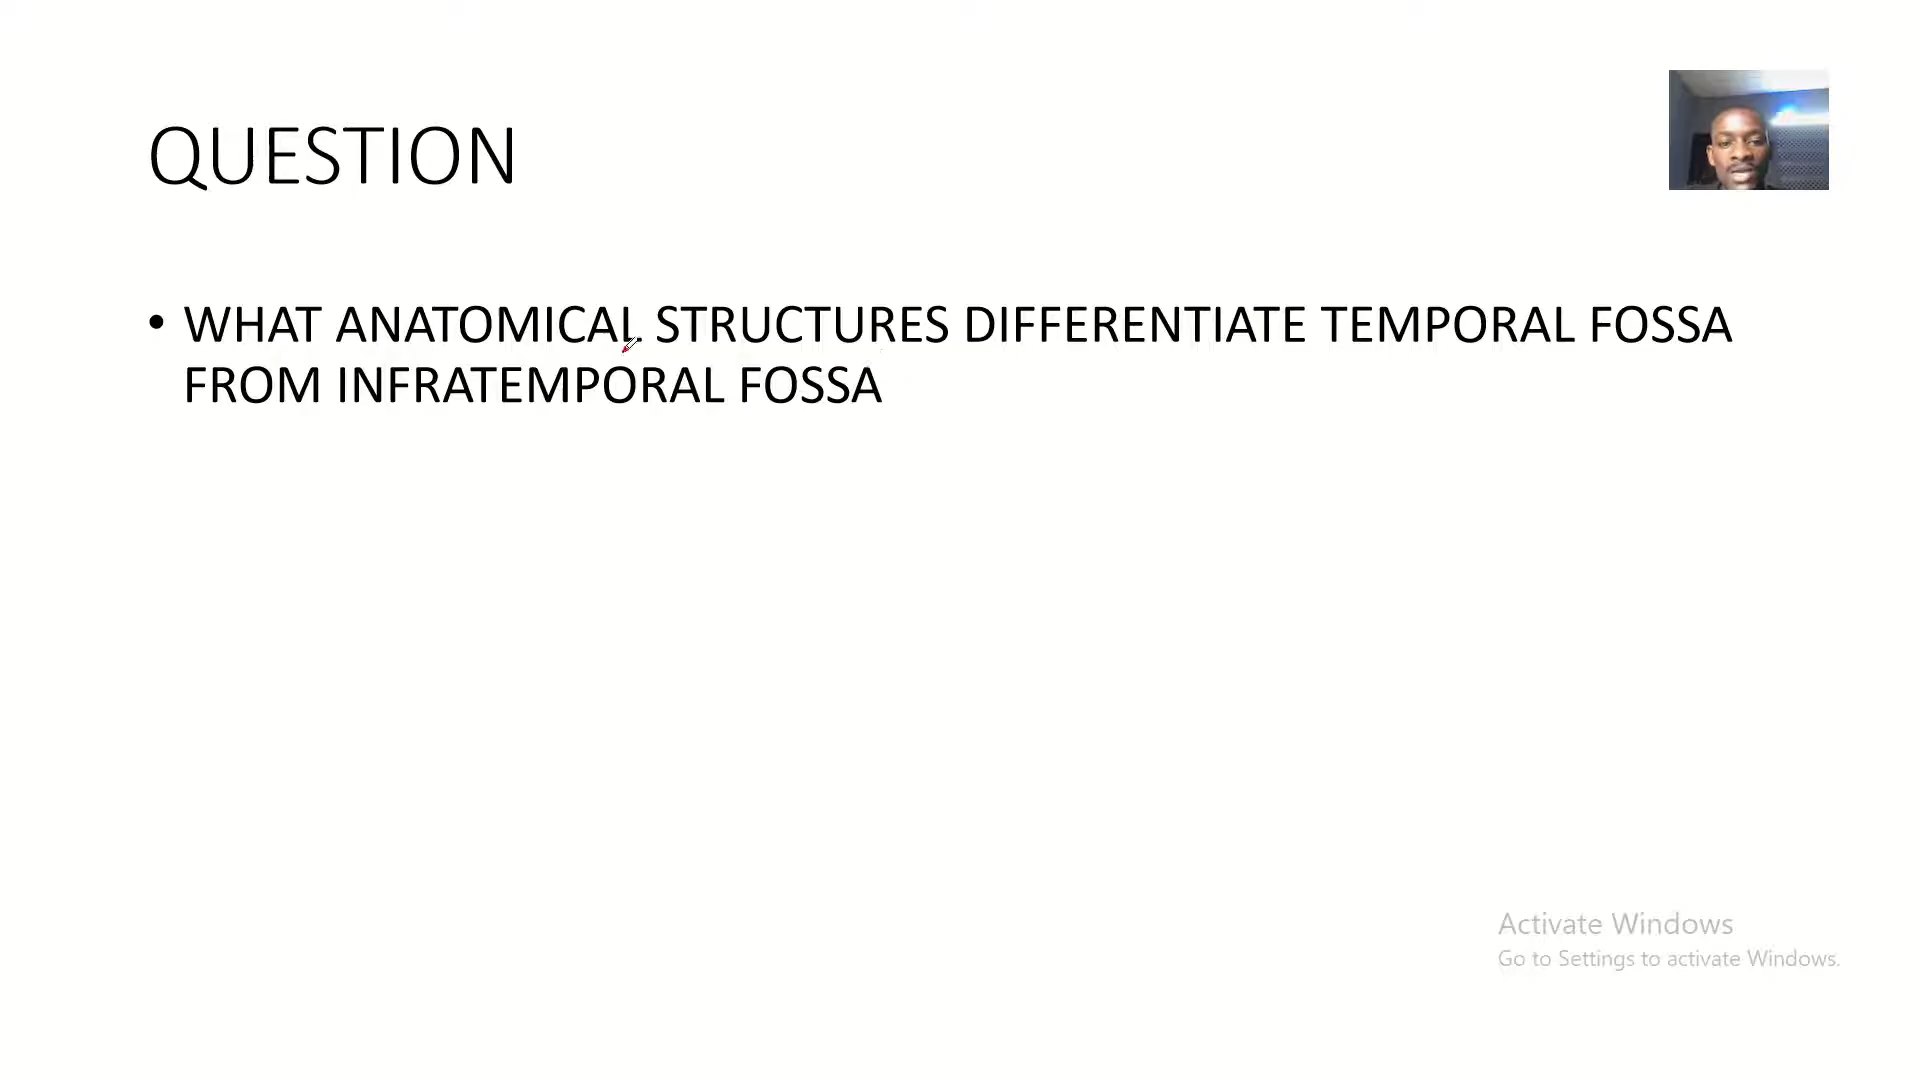 QUESTION
• WHAT ANATOMICAL STRUCTURES DIFFERENTIATE TEMPORAL FOSSA
FROM INFRATEMPORAL FOSSA
Activate Windows
Go to Settings to activate Windows.